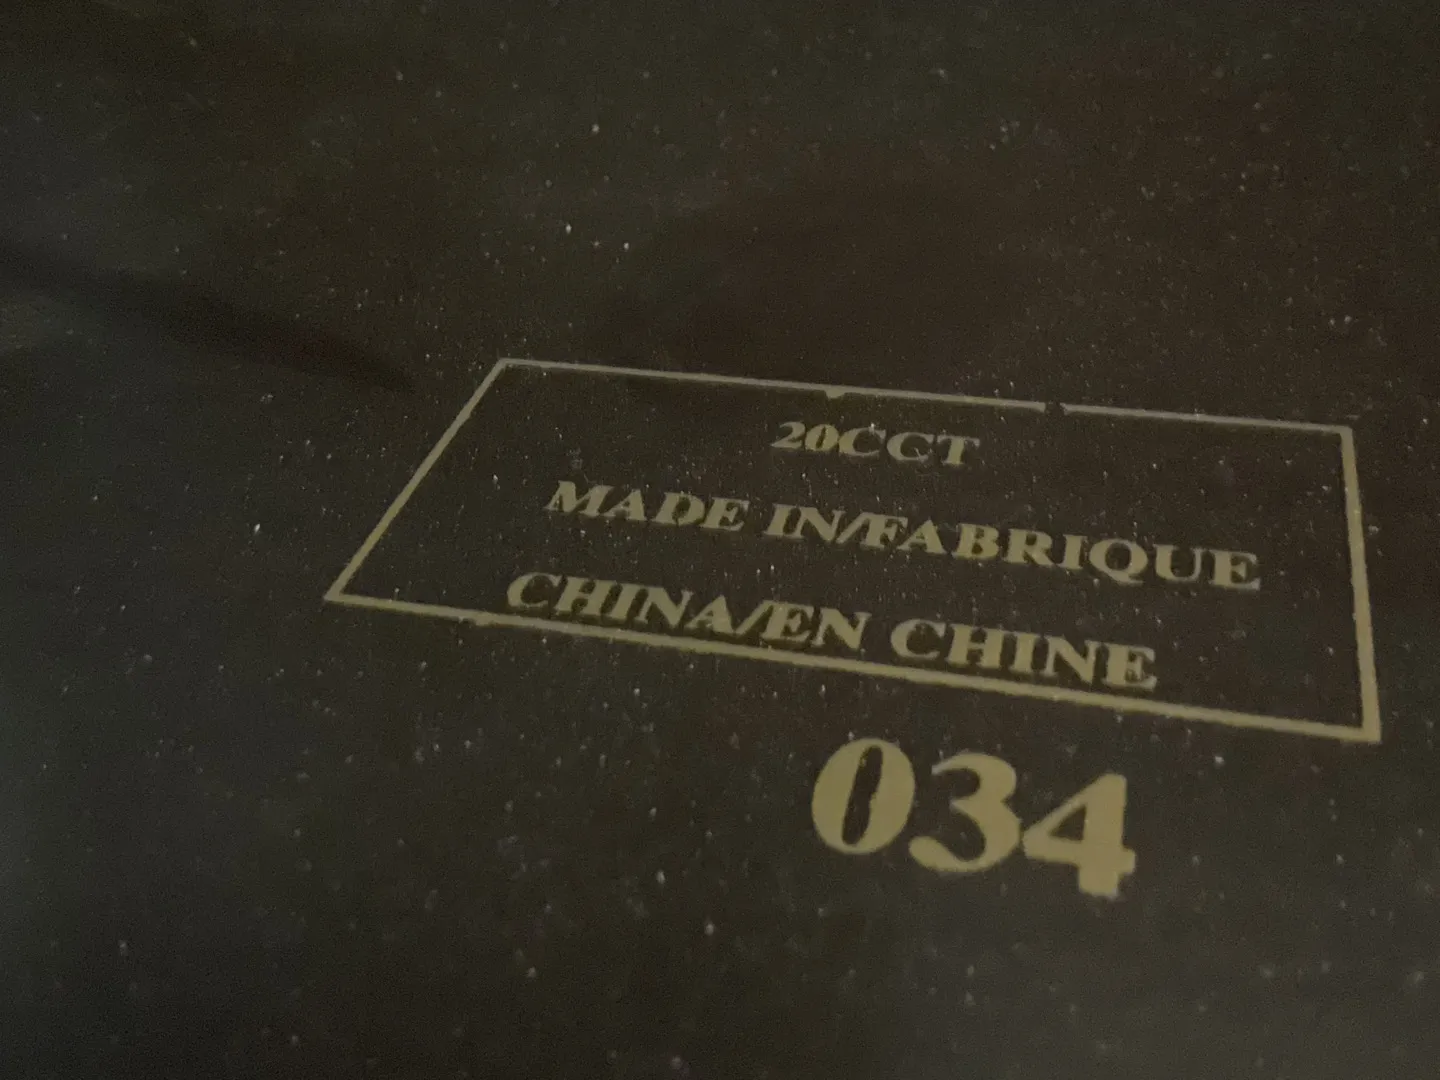 20CCT
MADE IN/FABRIQUE
CHINA/EN CHINE
034